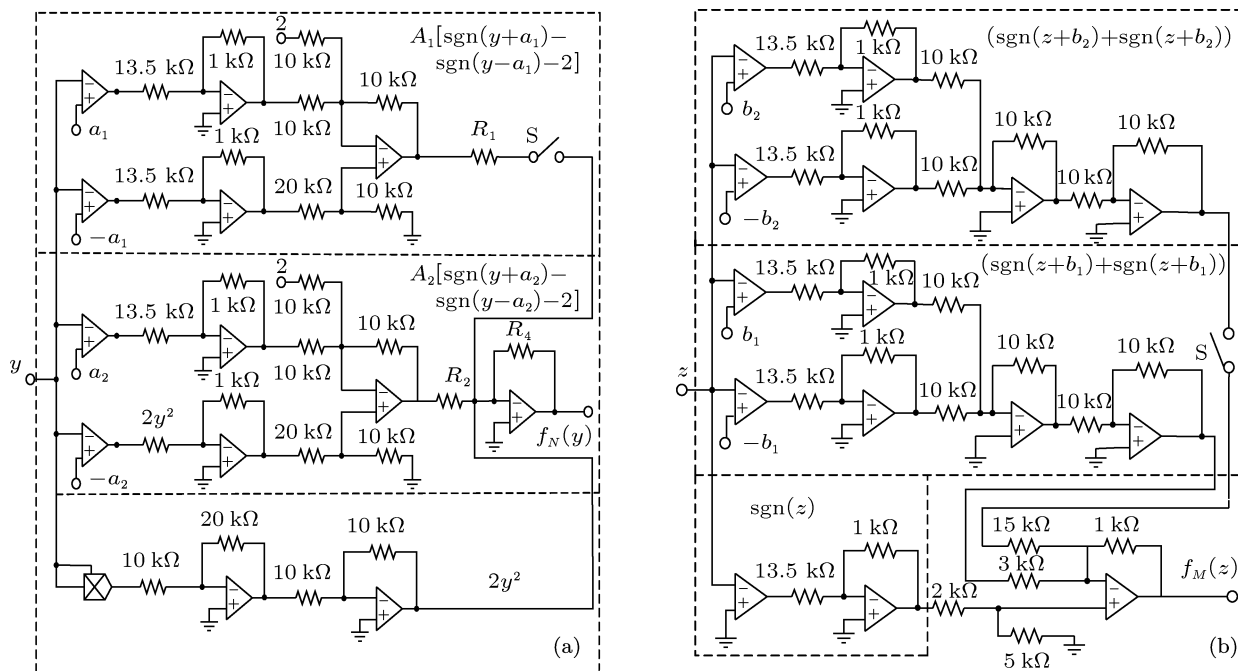 2
A₁[sgn(y+a₁)−
sgn(y−a₁)−2]
13.5 kΩ
1 kΩ
10 kΩ
10 kΩ
a₁
10 kΩ
R₁
S
1 kΩ
13.5 kΩ
20 kΩ
10 kΩ
−a₁
2
A₂[sgn(y+a₂)−
sgn(y−a₂)−2]
13.5 kΩ
1 kΩ
10 kΩ
10 kΩ
R₄
y
a₂
10 kΩ
R₂
1 kΩ
2y²
20 kΩ
10 kΩ
f_N(y)
−a₂
20 kΩ
10 kΩ
10 kΩ
10 kΩ
2y²
(a)
(sgn(z+b₂)+sgn(z+b₂))
13.5 kΩ
1 kΩ
10 kΩ
b₂
1 kΩ
10 kΩ
10 kΩ
13.5 kΩ
10 kΩ
10 kΩ
−b₂
(sgn(z+b₁)+sgn(z+b₁))
13.5 kΩ
1 kΩ
10 kΩ
b₁
1 kΩ
10 kΩ
10 kΩ
S
z
13.5 kΩ
10 kΩ
10 kΩ
−b₁
sgn(z)
1 kΩ
15 kΩ
1 kΩ
13.5 kΩ
3 kΩ
f_M(z)
2 kΩ
5 kΩ
(b)